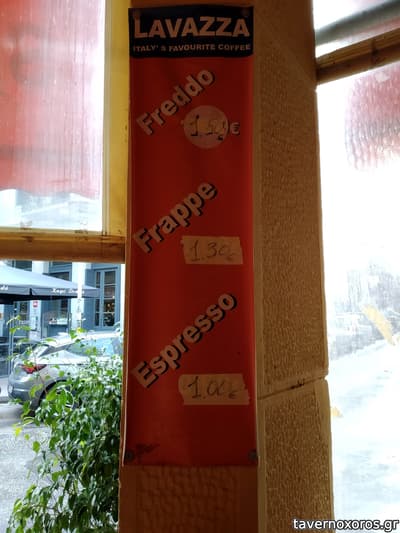 LAVAZZA
ITALY'S FAVOURITE COFFEE
Freddo
Frappe
1.30€
Espresso
1.00€
tavernoxoros.gr